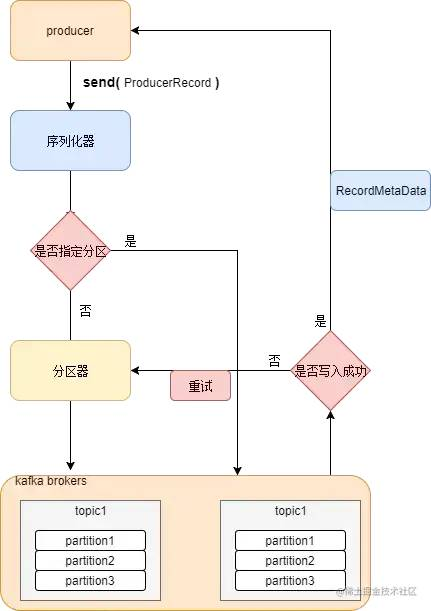 producer
send( ProducerRecord )
序列化器
RecordMetaData
是否指定分区
是
否
是
分区器
重试
否
是否写入成功
kafka brokers
topic1
partition1
partition2
partition3
topic1
partition1
partition2
partition3
@稀土掘金技术社区